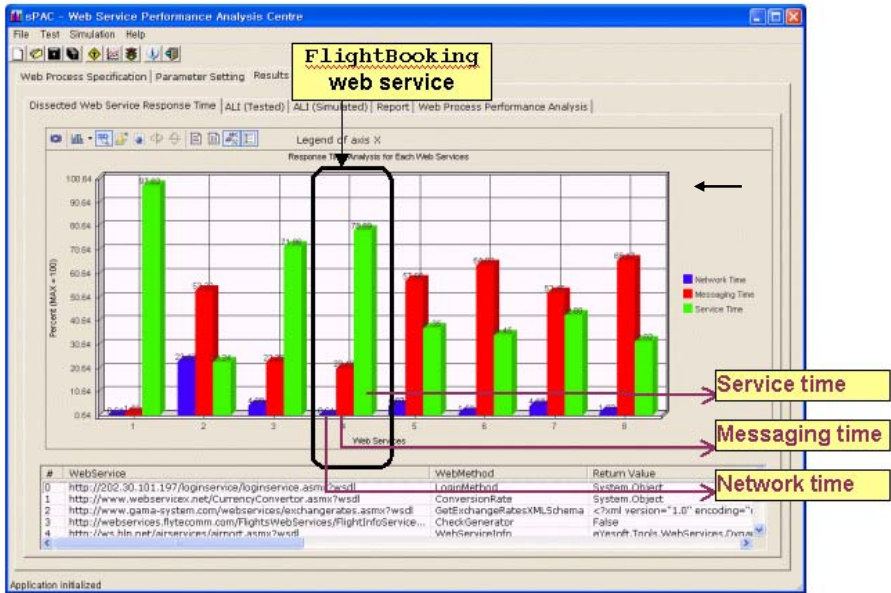 sPAC - Web Service Performance Analysis Centre
File Test Simulation Help
FlightBooking
web service
Web Process Specification Parameter Setting Results
Dissected Web Service Response Time ALI (Tested) ALI (Simulated) Report Web Process Performance Analysis
Legend of axis X
Response Time Analysis for Each Web Services
Percent (MAX = 100)
100.64
90.64
80.64
70.64
60.64
50.64
40.64
30.64
20.64
10.64
0.64
1 2 3 4 5 6 7 8
Web Services
Network Time
Messaging Time
Service Time
Service time
Messaging time
Network time
# WebService WebMethod Return Value
0 http://202.30.101.197/loginservice/loginservice.asmx?wsdl LoginMethod System.Object
1 http://www.webservicex.net/CurrencyConvertor.asmx?wsdl ConversionRate System.Object
2 http://www.gama-system.com/webservices/exchangerates.asmx?wsdl GetExchangeRatesXMLSchema <?xml version="1.0" encoding="
3 http://webservices.flytecomm.com/FlightsWebServices/FlightInfoService... CheckGenerator False
4 http://ws.hln.net/airservices/airport.asmx?wsdl WebServiceInfo eYesoft.Tools.WebServices.Dynam
Application Initialized